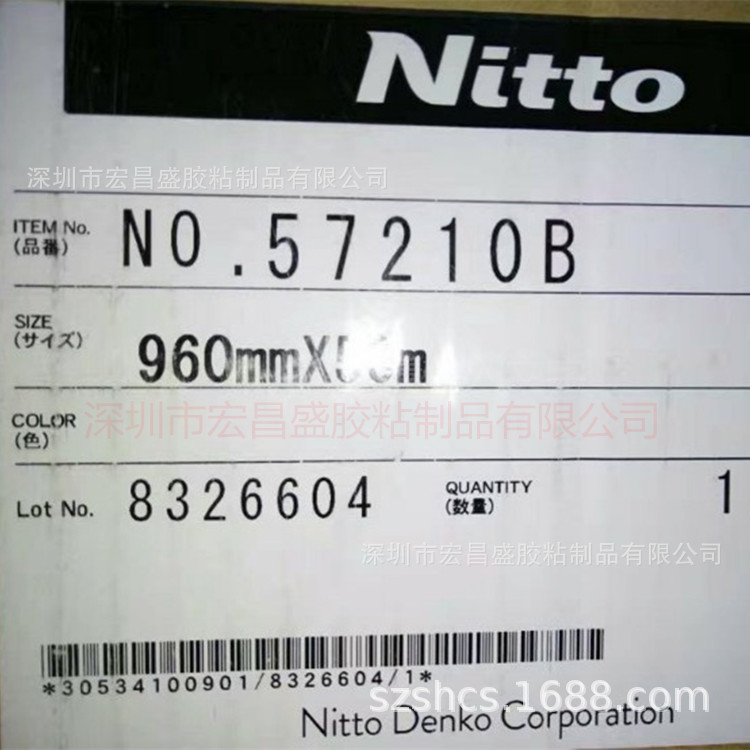 Nitto
深圳市宏昌盛胶粘制品有限公司
ITEM No. NO.57210B
(品番)
SIZE
(サイズ)
COLOR 深圳市宏昌盛胶粘制品有限公司
(色)
Lot No. 8326604 QUANTITY 1
(数量)
深圳市宏昌盛胶粘制品有限公司
*30534100901/8326604/1*
szshcs.1688.com
Nitto Denko Corporation